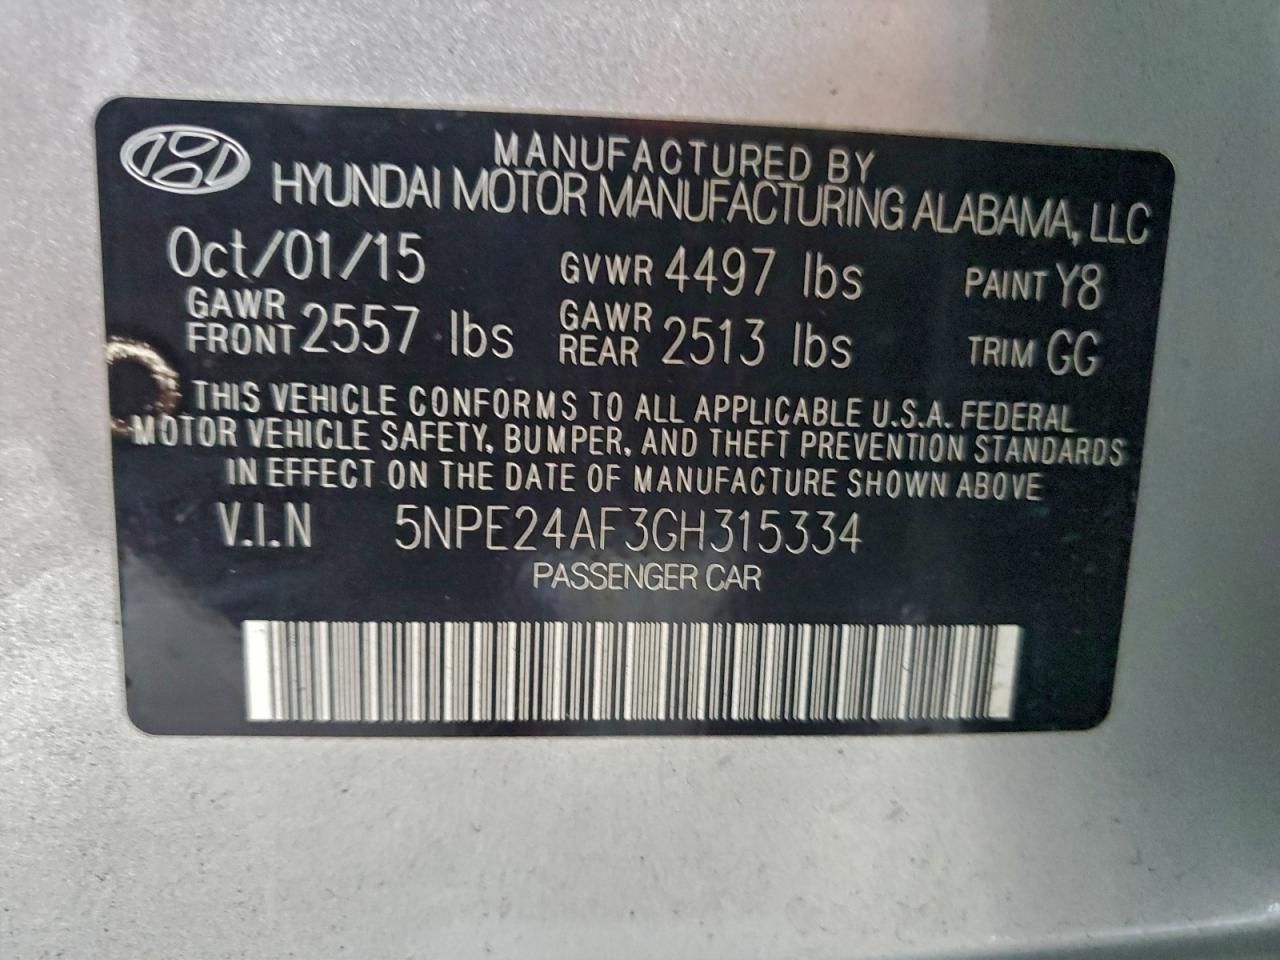 MANUFACTURED BY
HYUNDAI MOTOR MANUFACTURING ALABAMA, LLC
Oct/01/15 GVWR 4497 lbs PAINT Y8
GAWR FRONT 2557 lbs GAWR REAR 2513 lbs TRIM GG
THIS VEHICLE CONFORMS TO ALL APPLICABLE U.S.A. FEDERAL
MOTOR VEHICLE SAFETY, BUMPER, AND THEFT PREVENTION STANDARDS
IN EFFECT ON THE DATE OF MANUFACTURE SHOWN ABOVE
V.I.N 5NPE24AF3GH315334
PASSENGER CAR